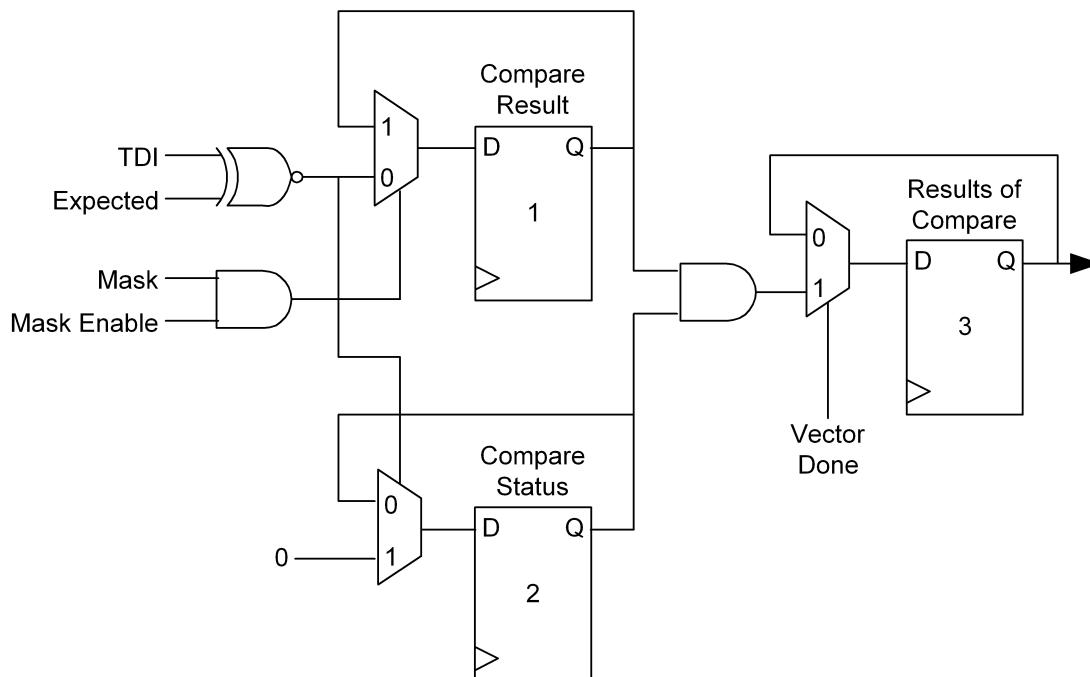 Compare
Result
1
D Q
TDI
0
Expected
1
Mask
Mask Enable
Results of
Compare
0
D Q
1
3
Vector
Done
Compare
Status
0
D Q
0
1
2